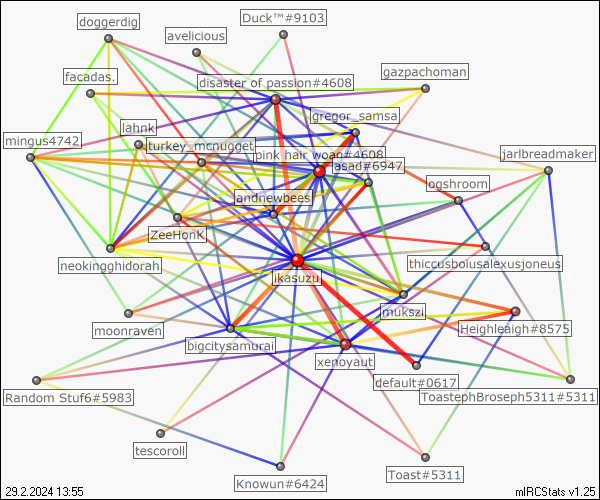 Duck™#9103
doggerdig
avelicious
disaster of passion#4608
facadas.
gazpachoman
gregor_samsa
lahnk
mingus4742
turkey_mcnugget
pink hair woan#4608
jarlbreadmaker
asad#6947
ogshroom
andnewbees
ZeeHonK
neokingghidorah
thiccusboiusalexusjoneus
ikasuzu
mukszi
moonraven
Heighleaigh#8575
bigcitysamurai
xenoyaut
default#0617
Random Stuf6#5983
ToastephBroseph5311#5311
tescoroll
Toast#5311
Knowun#6424
29.2.2024 13:55
mIRCStats v1.25